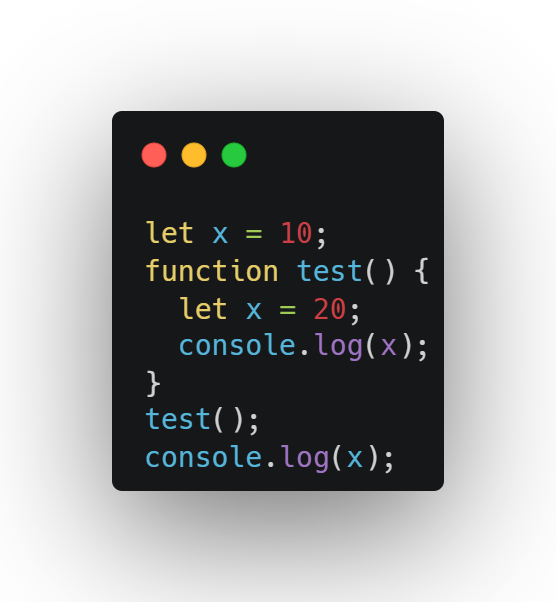 let x = 10;
function test() {
  let x = 20;
  console.log(x);
}
test();
console.log(x);